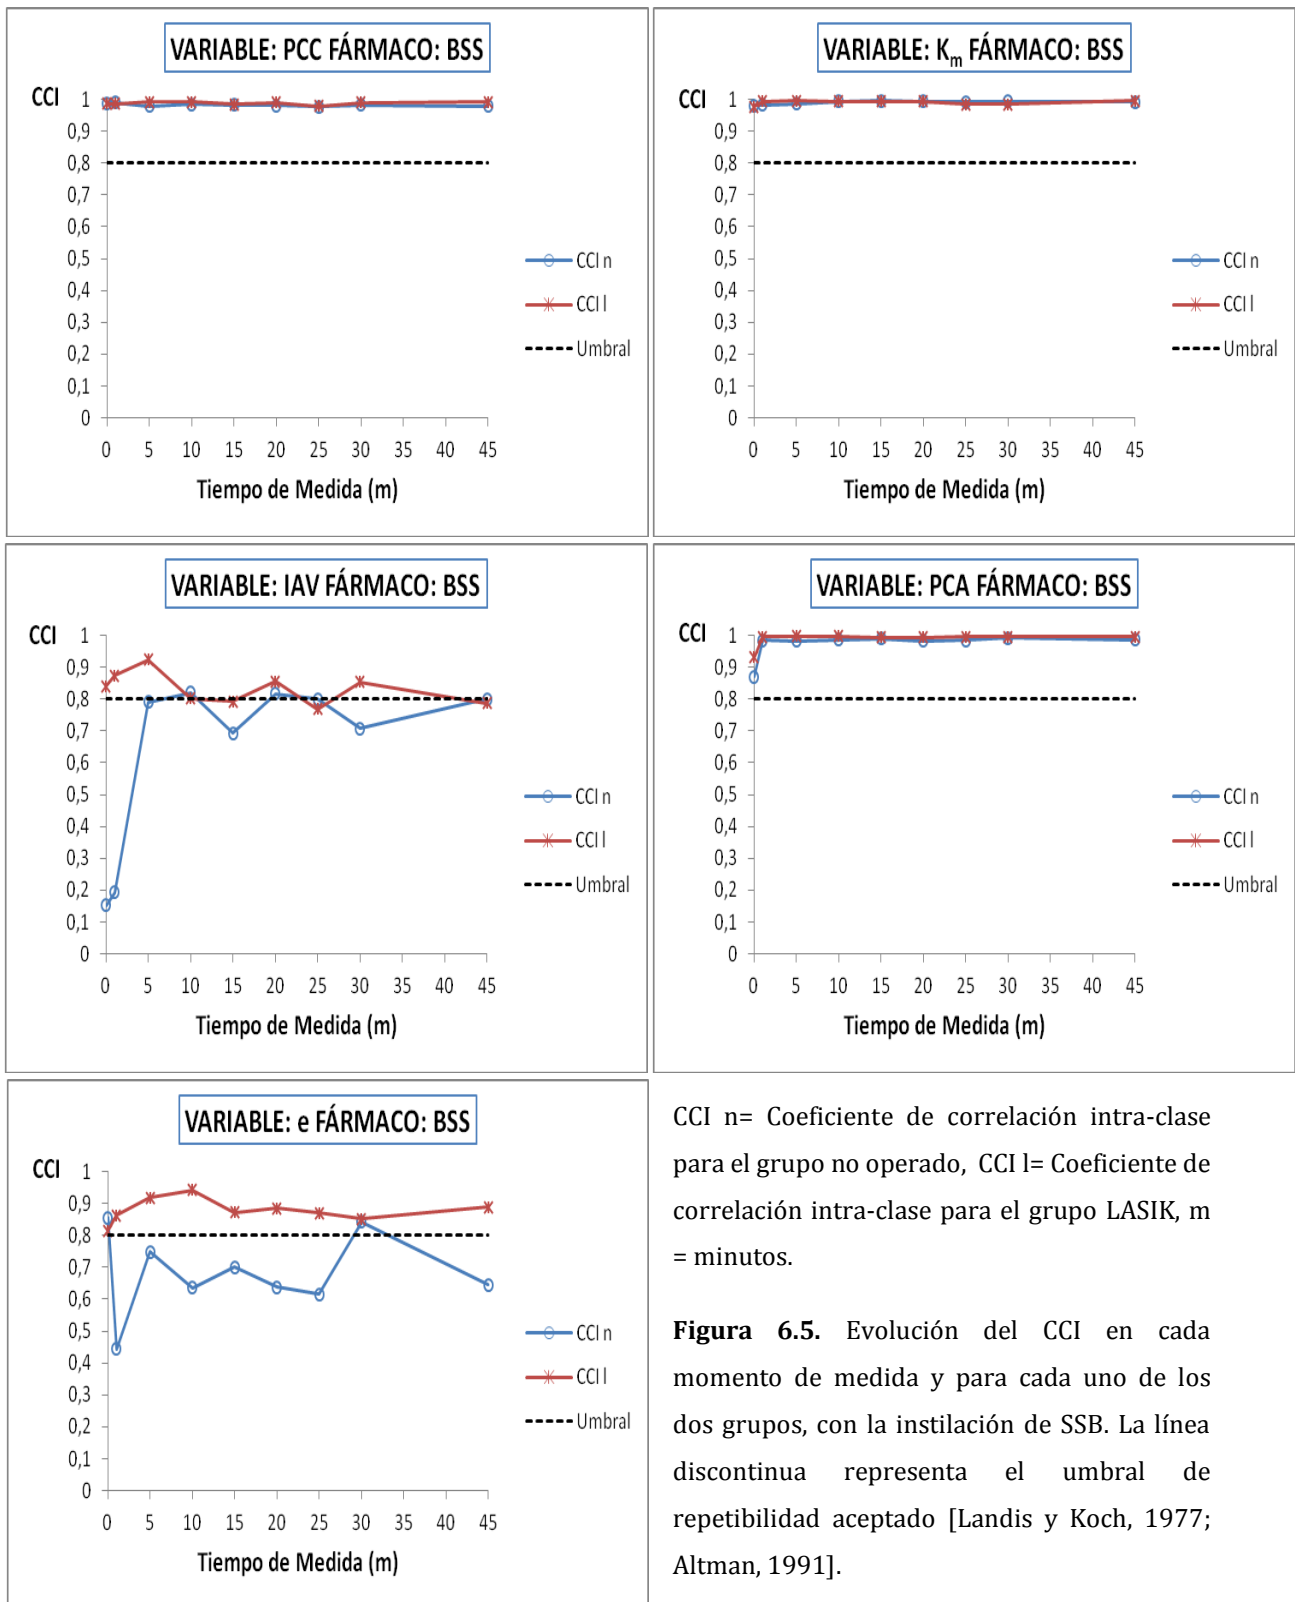 VARIABLE: PCC FÁRMACO: BSS
CCI
1
0,9
0,8
0,7
0,6
0,5
0,4
0,3
0,2
0,1
0
0 5 10 15 20 25 30 35 40 45
Tiempo de Medida (m)
CCI n
CCI l
Umbral
VARIABLE: Km FÁRMACO: BSS
CCI
1
0,9
0,8
0,7
0,6
0,5
0,4
0,3
0,2
0,1
0
0 5 10 15 20 25 30 35 40 45
Tiempo de Medida (m)
CCI n
CCI l
Umbral
VARIABLE: IAV FÁRMACO: BSS
CCI
1
0,9
0,8
0,7
0,6
0,5
0,4
0,3
0,2
0,1
0
0 5 10 15 20 25 30 35 40 45
Tiempo de Medida (m)
CCI n
CCI l
Umbral
VARIABLE: PCA FÁRMACO: BSS
CCI
1
0,9
0,8
0,7
0,6
0,5
0,4
0,3
0,2
0,1
0
0 5 10 15 20 25 30 35 40 45
Tiempo de Medida (m)
CCI n
CCI l
Umbral
VARIABLE: e FÁRMACO: BSS
CCI
1
0,9
0,8
0,7
0,6
0,5
0,4
0,3
0,2
0,1
0
0 5 10 15 20 25 30 35 40 45
Tiempo de Medida (m)
CCI n
CCI l
Umbral
CCI n= Coeficiente de correlación intra-clase
para el grupo no operado, CCI l= Coeficiente de
correlación intra-clase para el grupo LASIK, m
= minutos.
Figura 6.5. Evolución del CCI en cada
momento de medida y para cada uno de los
dos grupos, con la instilación de SSB. La línea
discontinua representa el umbral de
repetibilidad aceptado [Landis y Koch, 1977;
Altman, 1991].